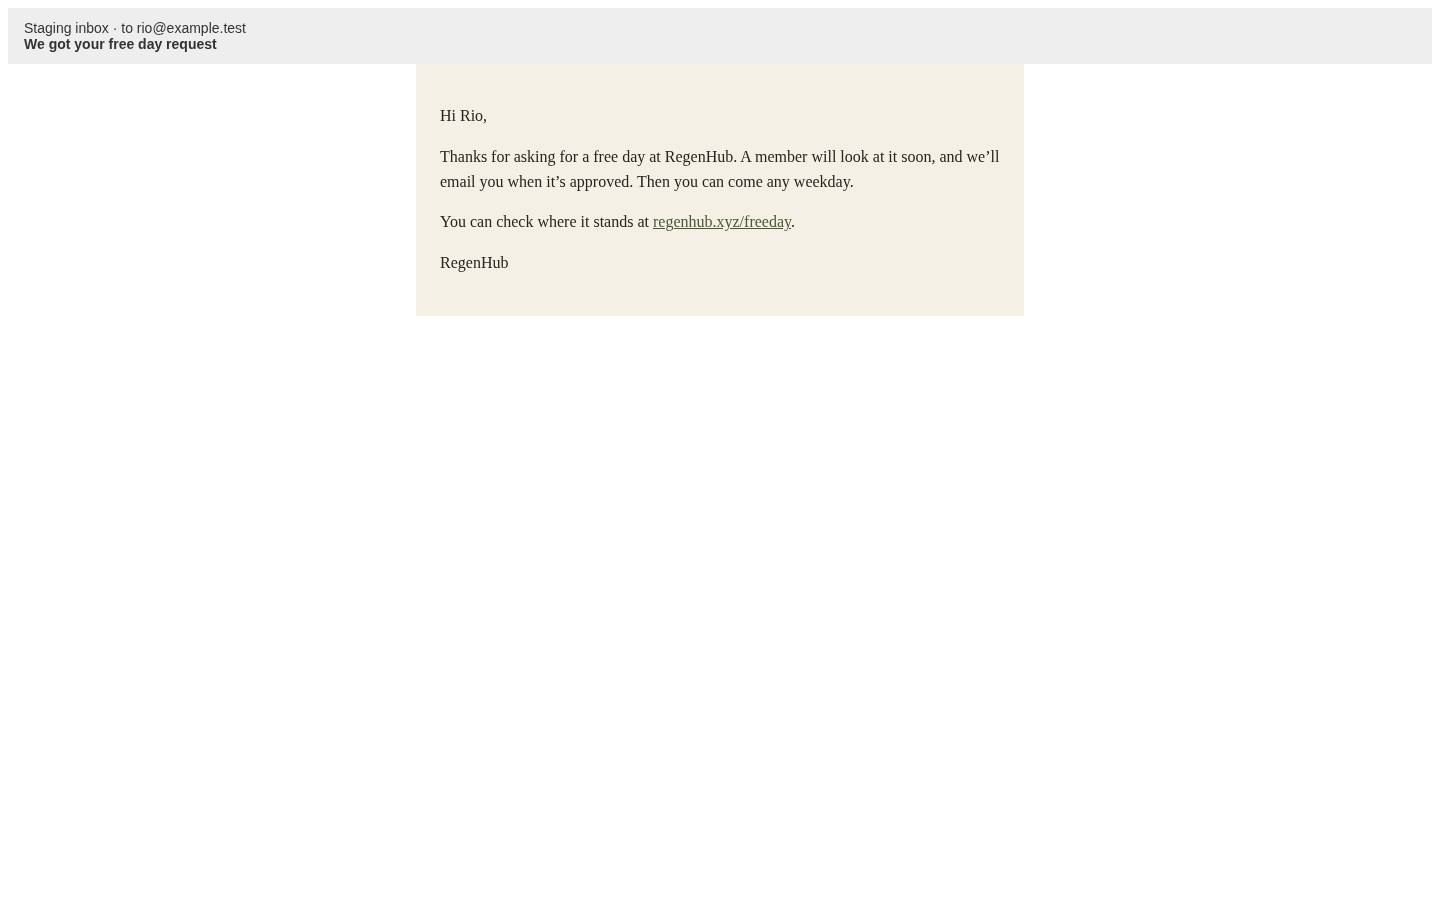 Staging inbox · to rio@example.test
We got your free day request
Hi Rio,
Thanks for asking for a free day at RegenHub. A member will look at it soon, and we’ll
email you when it’s approved. Then you can come any weekday.
You can check where it stands at regenhub.xyz/freeday.
RegenHub